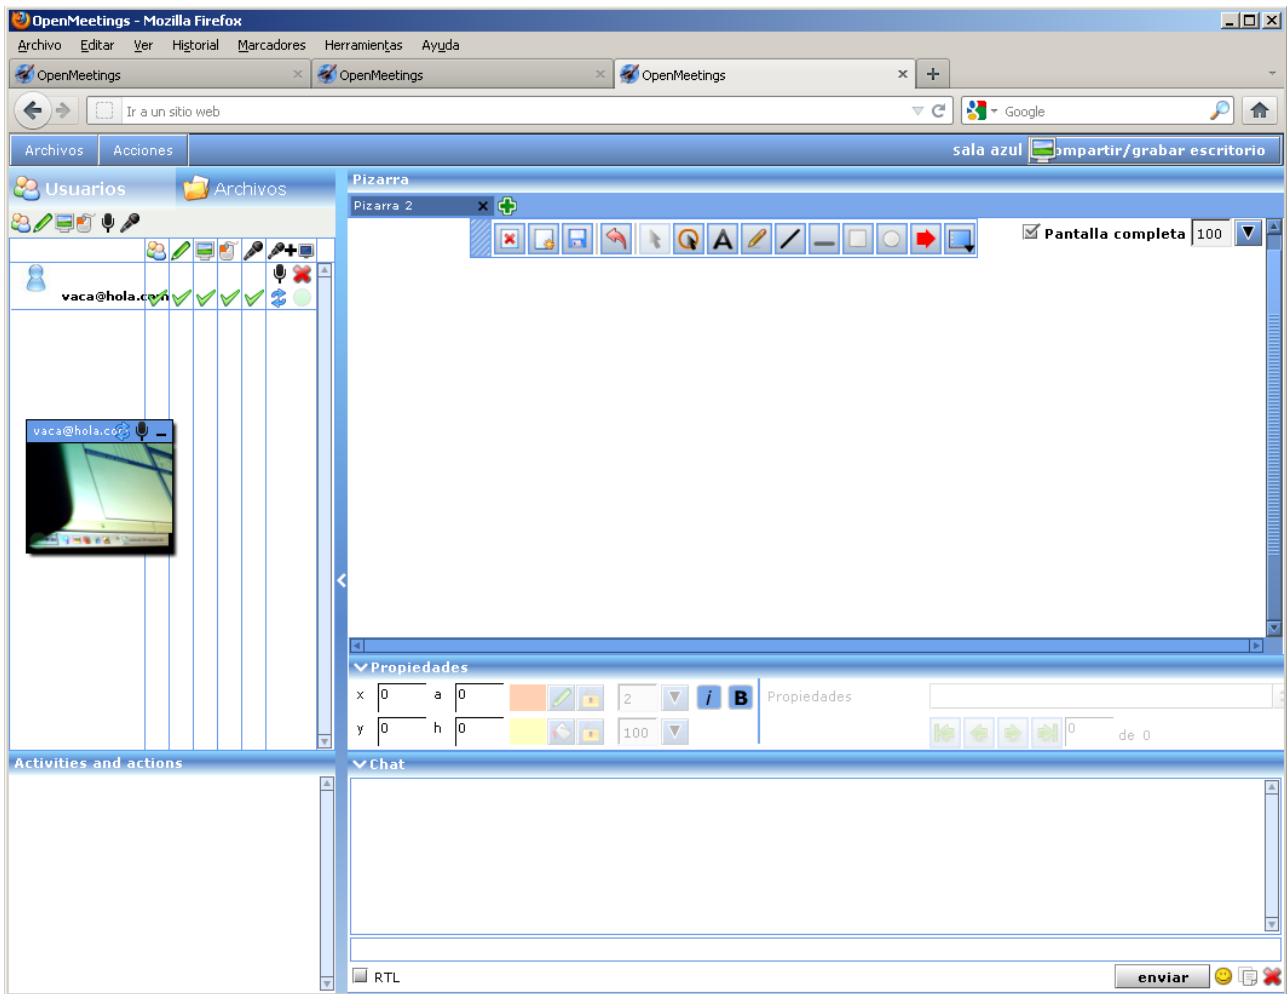 OpenMeetings - Mozilla Firefox
Archivo Editar Ver Historial Marcadores Herramientas Ayuda
OpenMeetings OpenMeetings OpenMeetings
Ir a un sitio web Google
Archivos Acciones sala azul ompartir/grabar escritorio
Usuarios Archivos Pizarra
Pizarra 2
A Pantalla completa 100
vaca@hola.com
vaca@hola.co
Propiedades
x 0 a 0 2 i B Propiedades
y 0 h 0 100 0 de 0
Activities and actions Chat
RTL enviar